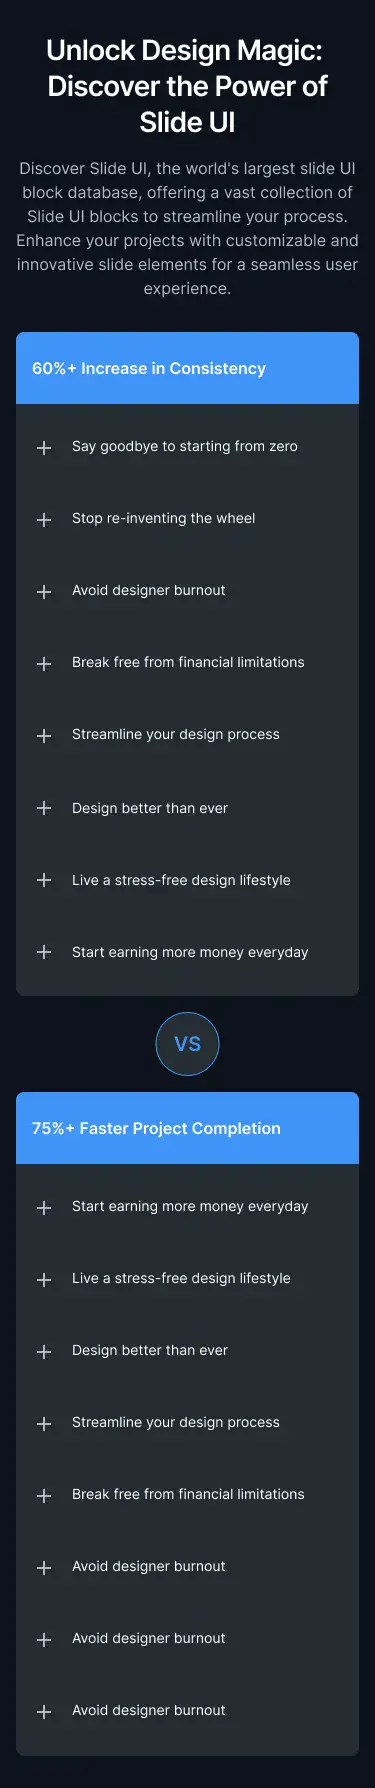 Unlock Design Magic:
Discover the Power of
Slide UI
Discover Slide UI, the world's largest slide UI
block database, offering a vast collection of
Slide UI blocks to streamline your process.
Enhance your projects with customizable and
innovative slide elements for a seamless user
experience.
60%+ Increase in Consistency
Say goodbye to starting from zero
Stop re-inventing the wheel
Avoid designer burnout
Break free from financial limitations
Streamline your design process
Design better than ever
Live a stress-free design lifestyle
Start earning more money everyday
VS
75%+ Faster Project Completion
Start earning more money everyday
Live a stress-free design lifestyle
Design better than ever
Streamline your design process
Break free from financial limitations
Avoid designer burnout
Avoid designer burnout
Avoid designer burnout